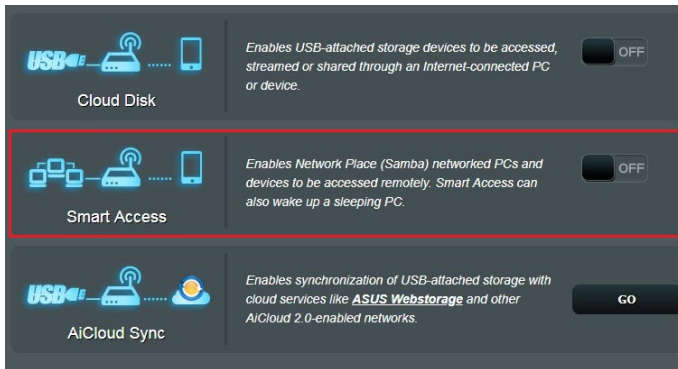 Enables USB-attached storage devices to be accessed,
USB OFF
streamed or shared through an Internet-connected PC
or device.
Cloud Disk
Enables Network Place (Samba) networked PCs and
OFF
devices to be accessed remotely. Smart Access can
also wake up a sleeping PC.
Smart Access
Enables synchronization of USB-attached storage with
USB
cloud services like ASUS Webstorage and other
GO
AiCloud 2.0-enabled networks.
AiCloud Sync